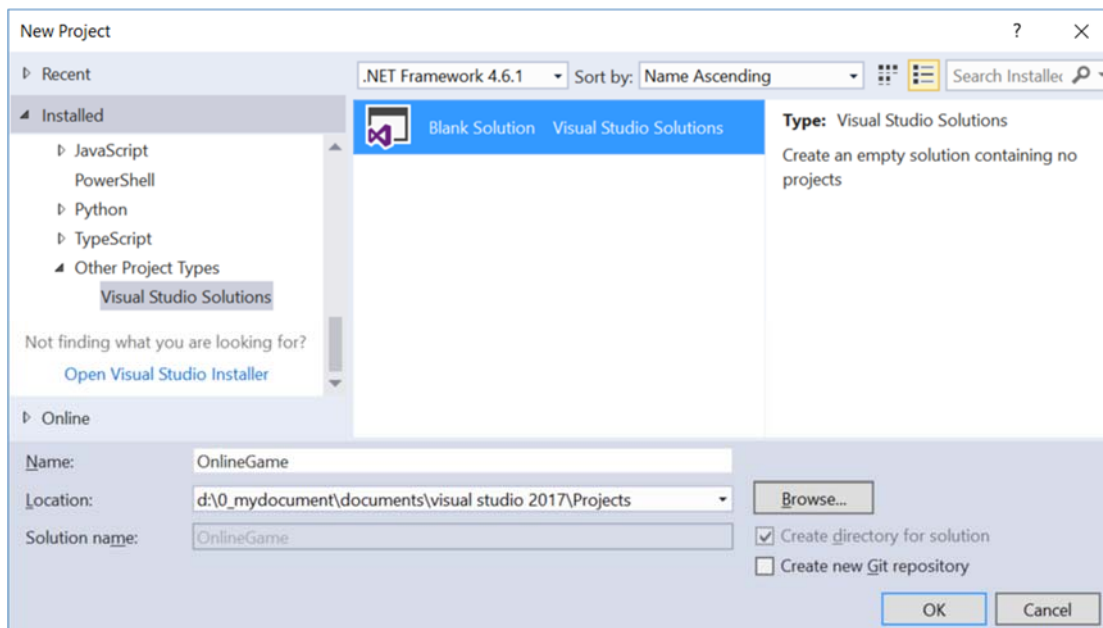 New Project
?
Recent
.NET Framework 4.6.1
Sort by:
Name Ascending
Installed
JavaScript
PowerShell
Python
TypeScript
Other Project Types
Visual Studio Solutions
Not finding what you are looking for?
Open Visual Studio Installer
Online
Blank Solution Visual Studio Solutions
Search Installe
Type: Visual Studio Solutions
Create an empty solution containing no
projects
Name:
OnlineGame
Location:
d:\0_mydocument\documents\visual studio 2017\Projects
Browse...
Solution name:
OnlineGame
Create directory for solution
Create new Git repository
OK
Cancel